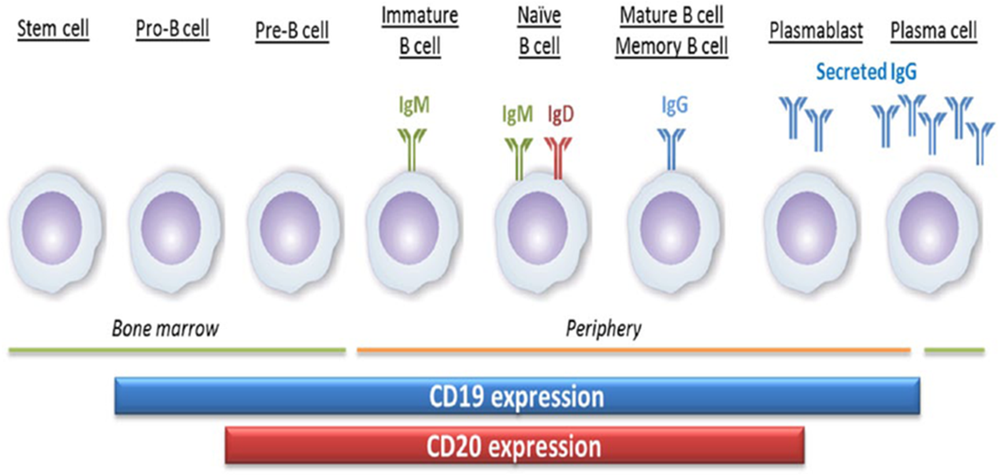 Stem cell
Pro-B cell
Pre-B cell
Immature
B cell
Naïve
B cell
Mature B cell
Memory B cell
Plasmablast
Plasma cell
Secreted IgG
IgM
IgM
IgD
IgG
Bone marrow
Periphery
CD19 expression
CD20 expression